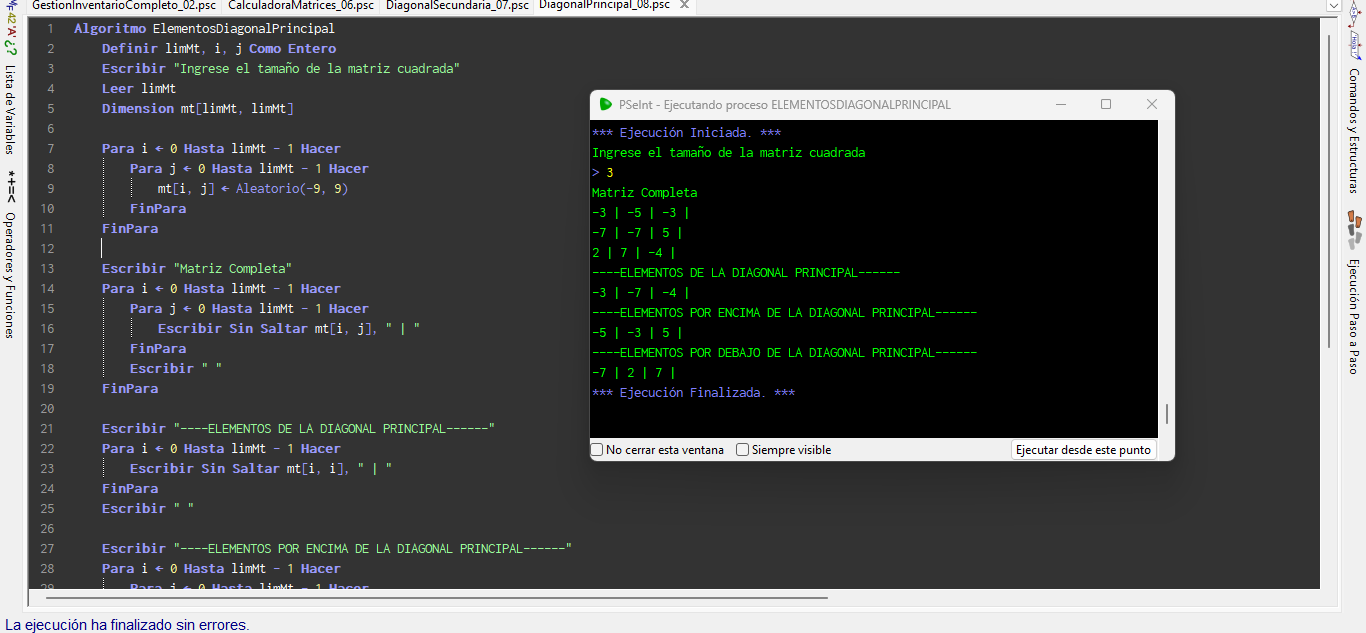 GestionInventarioCompleto_02.psc CalculadoraMatrices_06.psc DiagonalSecundaria_07.psc DiagonalPrincipal_08.psc
Lista de Variables
*+=<
Operadores y Funciones
1 Algoritmo ElementosDiagonalPrincipal
2 Definir limMt, i, j Como Entero
3 Escribir "Ingrese el tamaño de la matriz cuadrada"
4 Leer limMt
5 Dimension mt[limMt, limMt]
6
7 Para i ← 0 Hasta limMt - 1 Hacer
8 Para j ← 0 Hasta limMt - 1 Hacer
9 mt[i, j] ← Aleatorio(-9, 9)
10 FinPara
11 FinPara
12
13 Escribir "Matriz Completa"
14 Para i ← 0 Hasta limMt - 1 Hacer
15 Para j ← 0 Hasta limMt - 1 Hacer
16 Escribir Sin Saltar mt[i, j], " | "
17 FinPara
18 Escribir " "
19 FinPara
20
21 Escribir "----ELEMENTOS DE LA DIAGONAL PRINCIPAL------"
22 Para i ← 0 Hasta limMt - 1 Hacer
23 Escribir Sin Saltar mt[i, i], " | "
24 FinPara
25 Escribir " "
26
27 Escribir "----ELEMENTOS POR ENCIMA DE LA DIAGONAL PRINCIPAL------"
28 Para i ← 0 Hasta limMt - 1 Hacer
29 Para j ← 0 Hasta limMt - 1 Hacer
PSeInt - Ejecutando proceso ELEMENTOSDIAGONALPRINCIPAL
*** Ejecución Iniciada. ***
Ingrese el tamaño de la matriz cuadrada
> 3
Matriz Completa
-3 | -5 | -3 |
-7 | -7 | 5 |
2 | 7 | -4 |
----ELEMENTOS DE LA DIAGONAL PRINCIPAL------
-3 | -7 | -4 |
----ELEMENTOS POR ENCIMA DE LA DIAGONAL PRINCIPAL------
-5 | -3 | 5 |
----ELEMENTOS POR DEBAJO DE LA DIAGONAL PRINCIPAL------
-7 | 2 | 7 |
*** Ejecución Finalizada. ***
No cerrar esta ventana Siempre visible Ejecutar desde este punto
Comandos y Estructuras
Ejecución Paso a Paso
La ejecución ha finalizado sin errores.